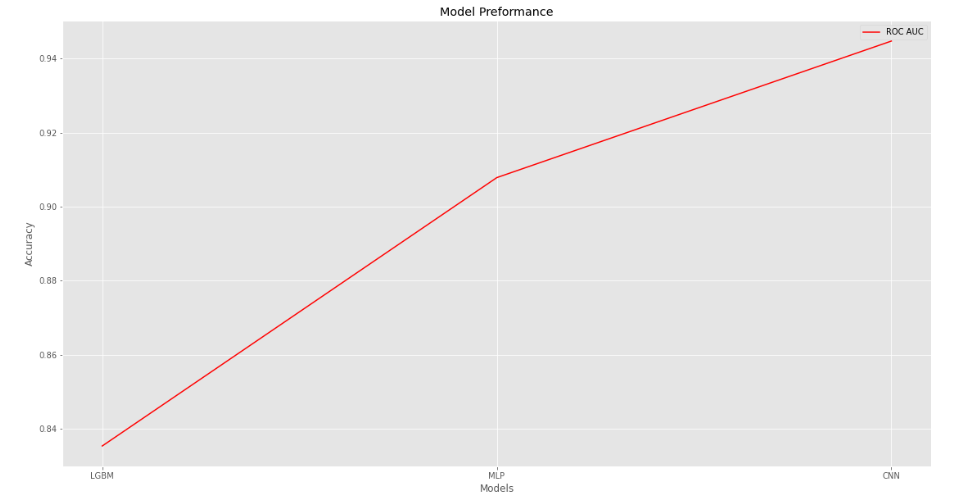 Model Preformance
ROC AUC
0.94
0.92
0.90
0.88
0.86
0.84
Accuracy
LGBM
MLP
CNN
Models